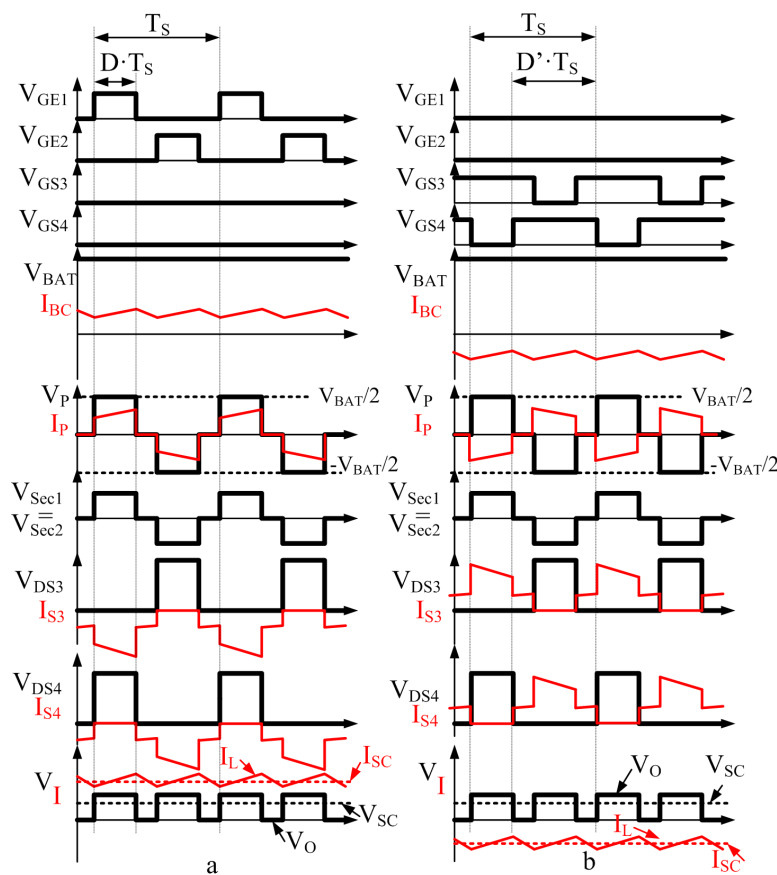 T_S
D·T_S
V_GE1
V_GE2
V_GS3
V_GS4
V_BAT
I_BC
V_P
I_P
V_BAT/2
-V_BAT/2
V_Sec1
=
V_Sec2
V_DS3
I_S3
V_DS4
I_S4
I_L
I_SC
V_I
V_SC
V_O
a
T_S
D’·T_S
V_GE1
V_GE2
V_GS3
V_GS4
V_BAT
I_BC
V_P
I_P
V_BAT/2
-V_BAT/2
V_Sec1
=
V_Sec2
V_DS3
I_S3
V_DS4
I_S4
V_I
V_O
V_SC
I_L
I_SC
b